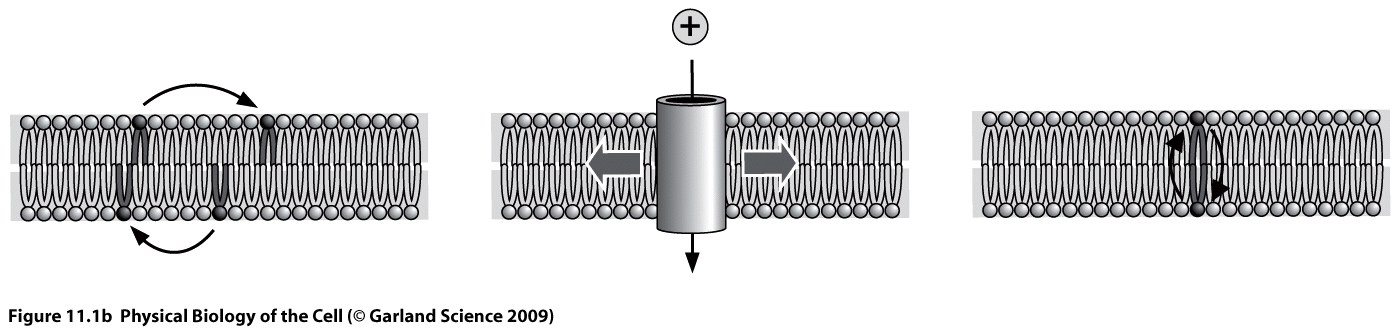 +
Figure 11.1b Physical Biology of the Cell (© Garland Science 2009)